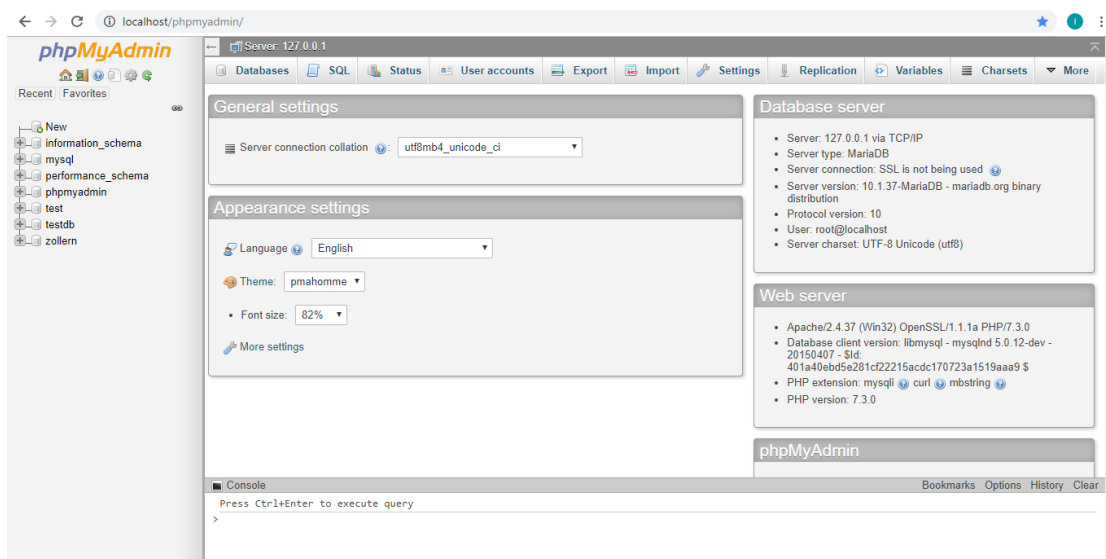 localhost/phpmyadmin/
I
phpMyAdmin
Recent Favorites
New
information_schema
mysql
performance_schema
phpmyadmin
test
testdb
zollern
Server: 127.0.0.1
Databases SQL Status User accounts Export Import Settings Replication Variables Charsets More
General settings
Server connection collation : utf8mb4_unicode_ci
Appearance settings
Language English
Theme: pmahomme
Font size: 82%
More settings
Database server
Server: 127.0.0.1 via TCP/IP
Server type: MariaDB
Server connection: SSL is not being used
Server version: 10.1.37-MariaDB - mariadb.org binary
distribution
Protocol version: 10
User: root@localhost
Server charset: UTF-8 Unicode (utf8)
Web server
Apache/2.4.37 (Win32) OpenSSL/1.1.1a PHP/7.3.0
Database client version: libmysql - mysqlnd 5.0.12-dev -
20150407 - $Id:
401a40ebd5e281cf22215acdc170723a1519aaa9 $
PHP extension: mysqli curl mbstring
PHP version: 7.3.0
phpMyAdmin
Console Bookmarks Options History Clear
Press Ctrl+Enter to execute query
>